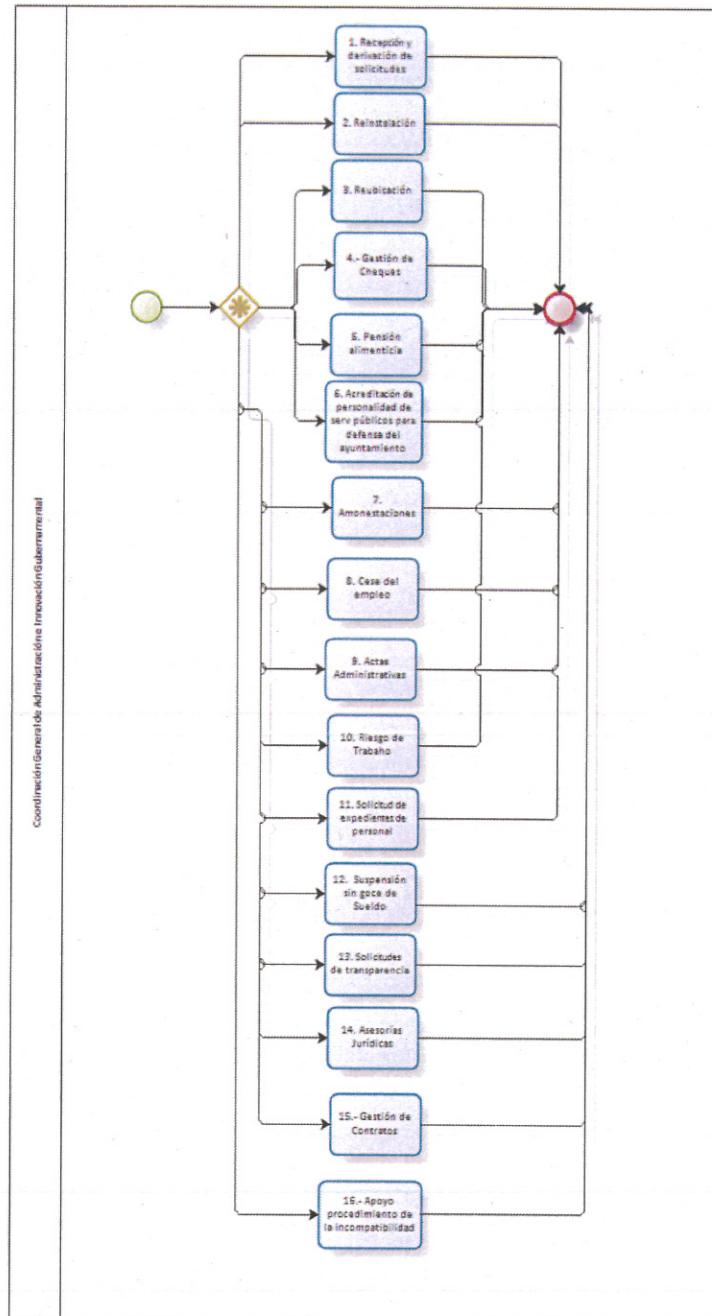 Coordinación General de Administración e Innovación Gubernamental
1. Recepción y
derivación de
solicitudes
2. Reinstalación
3. Reubicación
4.- Gestión de
Cheques
5. Pensión
alimenticia
6. Acreditación de
personalidad de
serv públicos para
defensa del
ayuntamiento
7.
Amonestaciones
8. Cese del
empleo
9. Actas
Administrativas
10. Riesgo de
Trabaho
11. Solicitud de
expedientes de
personal
12. Suspensión
sin goce de
Sueldo
13. Solicitudes
de transparencia
14. Asesorías
Jurídicas
15.- Gestión de
Contratos
16.- Apoyo
procedimiento de
la incompatibilidad